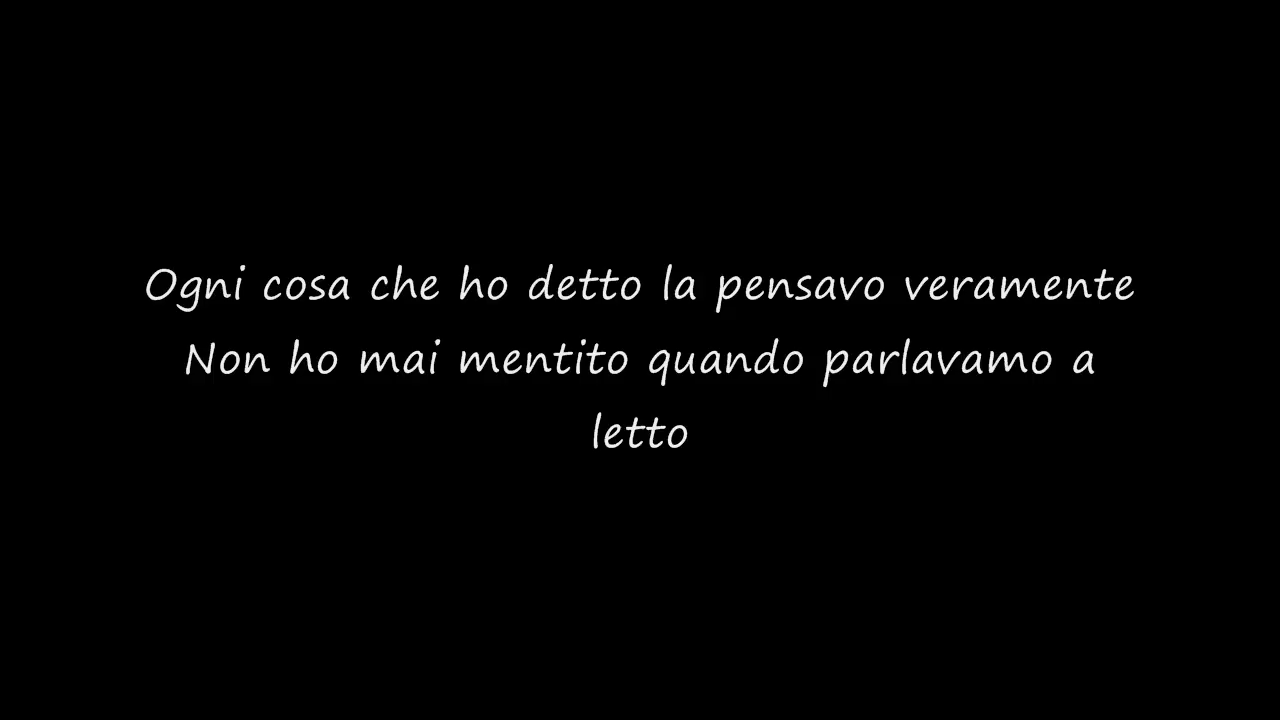 Ogni cosa che ho detto la pensavo veramente
Non ho mai mentito quando parlavamo a
letto